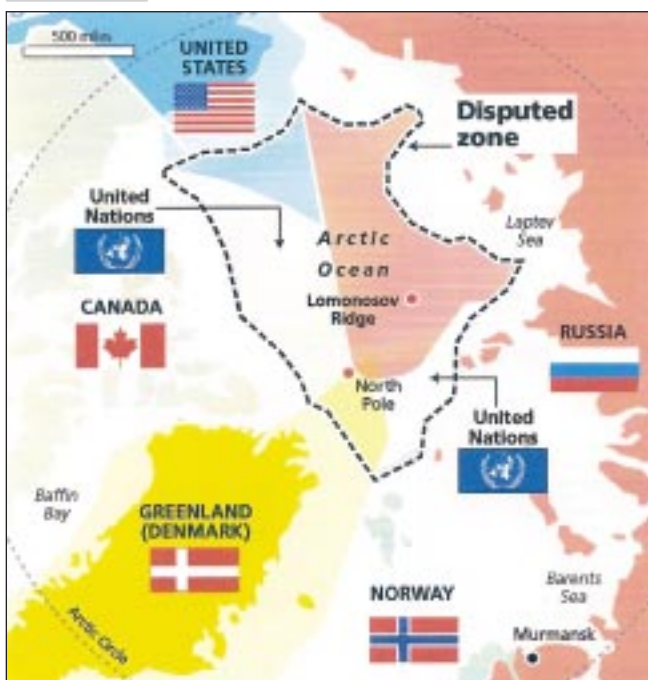 500 miles
UNITED
STATES
Disputed
zone
United
Nations
Laptev
Sea
Arctic
Ocean
CANADA
Lomonosov
Ridge
RUSSIA
North
Pole
United
Nations
Baffin
Bay
GREENLAND
(DENMARK)
NORWAY
Barents
Sea
Arctic Circle
Murmansk